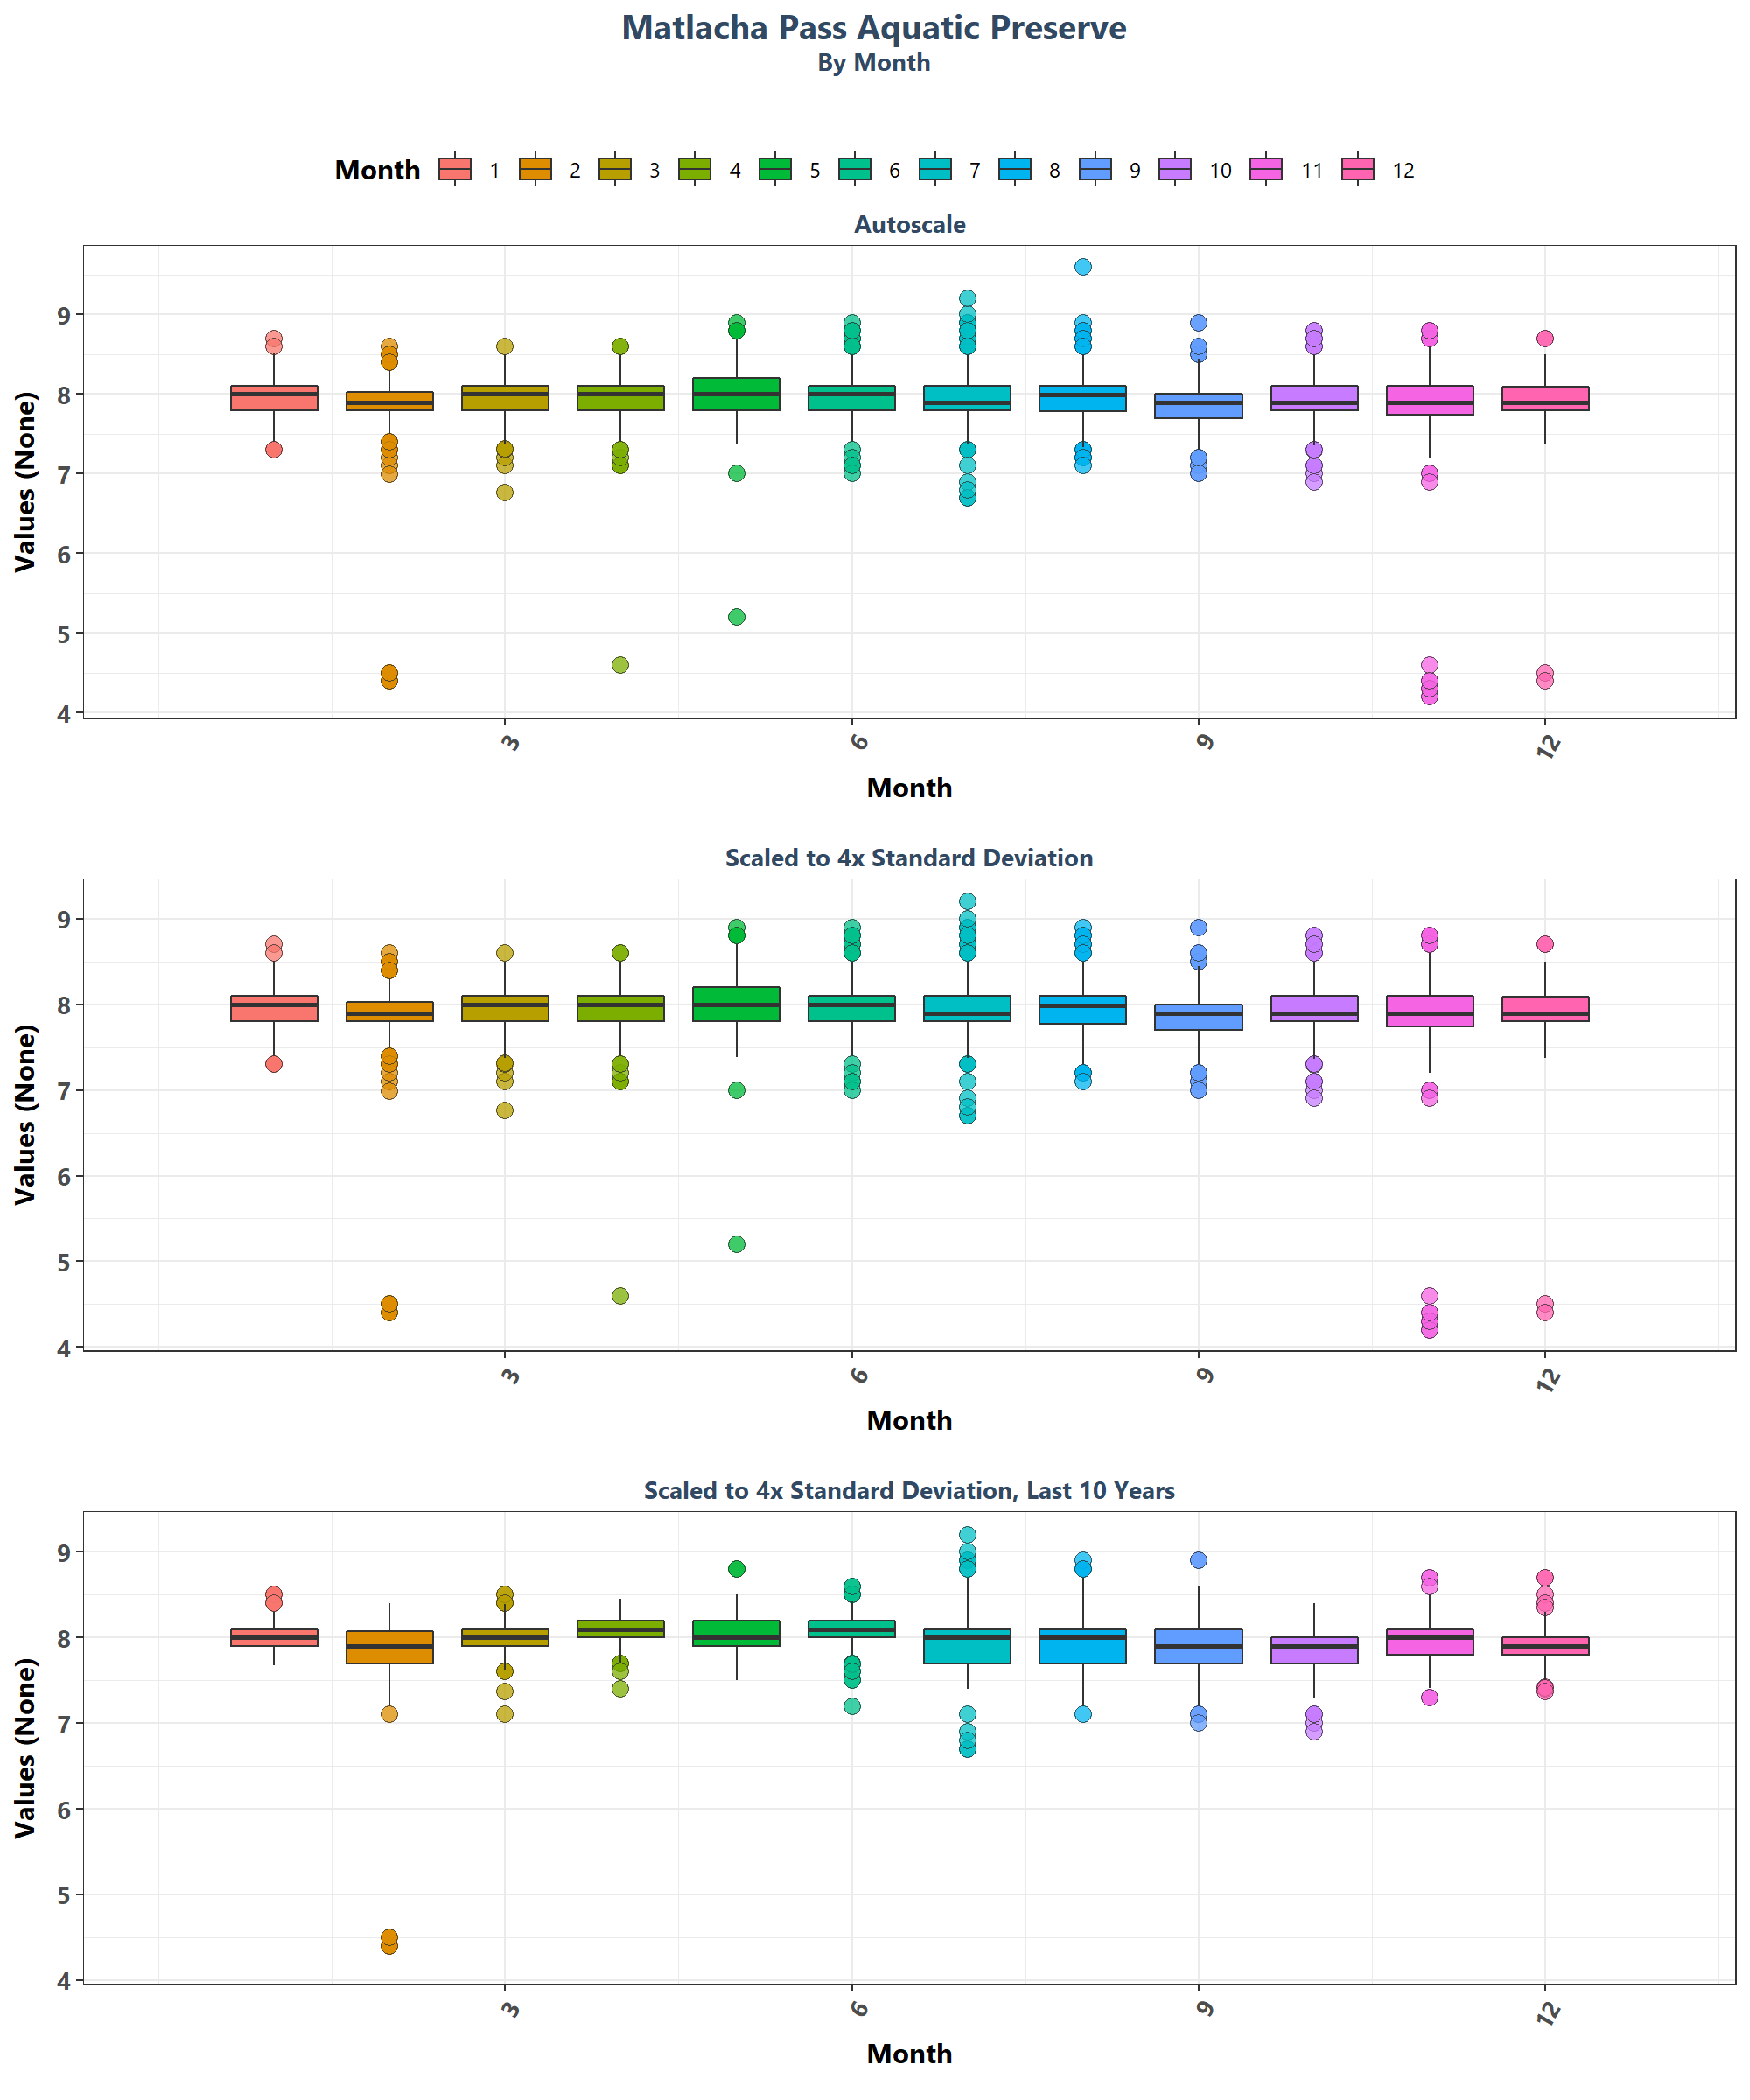 Matlacha Pass Aquatic Preserve
By Month
Month 1 2 3 4 5 6 7 8 9 10 11 12
Autoscale
Values (None)
9
8
7
6
5
4
3 6 9 12
Month
Scaled to 4x Standard Deviation
Values (None)
9
8
7
6
5
4
3 6 9 12
Month
Scaled to 4x Standard Deviation, Last 10 Years
Values (None)
9
8
7
6
5
4
3 6 9 12
Month